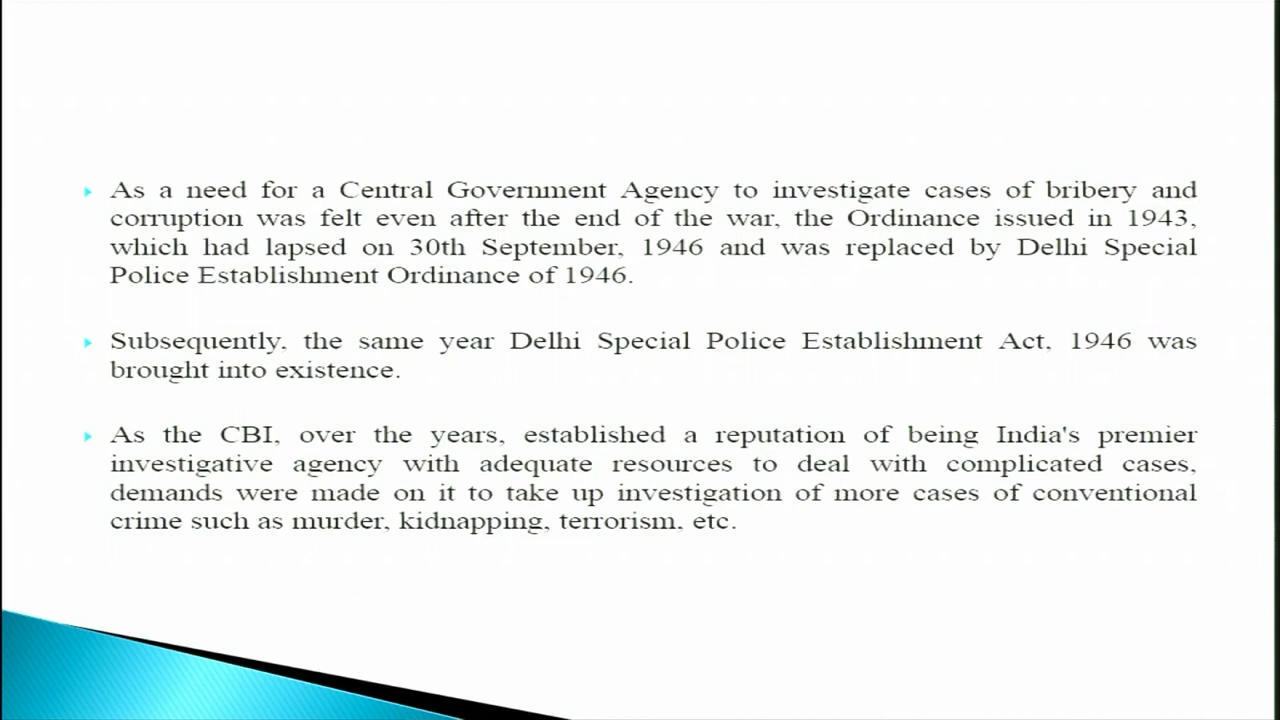 As a need for a Central Government Agency to investigate cases of bribery and
corruption was felt even after the end of the war, the Ordinance issued in 1943,
which had lapsed on 30th September, 1946 and was replaced by Delhi Special
Police Establishment Ordinance of 1946.
Subsequently, the same year Delhi Special Police Establishment Act, 1946 was
brought into existence.
As the CBI, over the years, established a reputation of being India's premier
investigative agency with adequate resources to deal with complicated cases,
demands were made on it to take up investigation of more cases of conventional
crime such as murder, kidnapping, terrorism, etc.